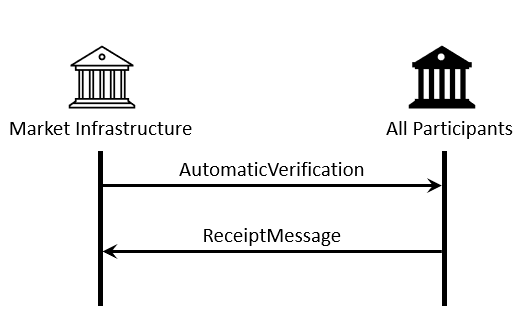 Market Infrastructure
All Participants
AutomaticVerification
ReceiptMessage